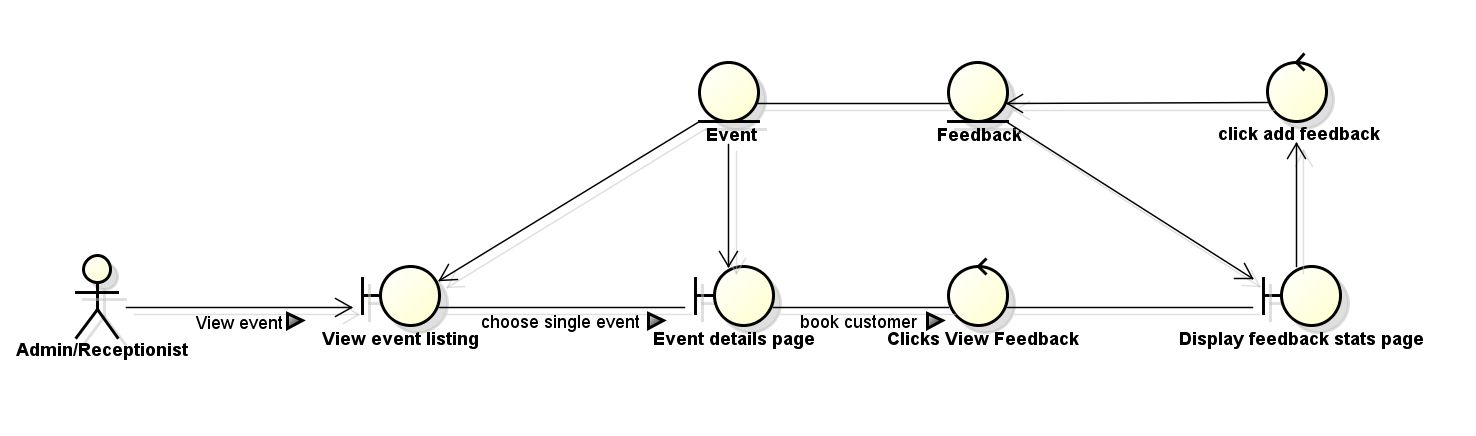 Event
Feedback
click add feedback
View event
choose single event
book customer
Admin/Receptionist
View event listing
Event details page
Clicks View Feedback
Display feedback stats page